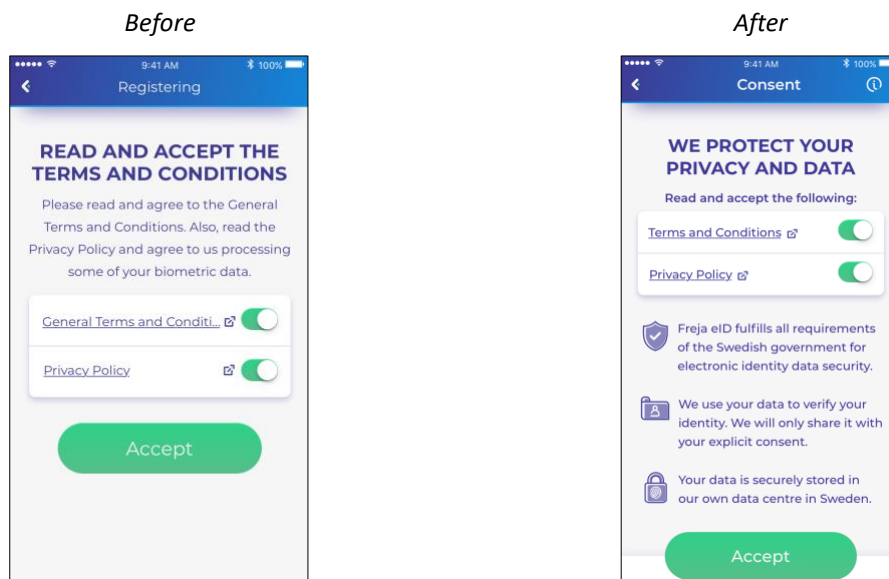 Before
After
9:41 AM
100%
Registering
READ AND ACCEPT THE
TERMS AND CONDITIONS
Please read and agree to the General
Terms and Conditions. Also, read the
Privacy Policy and agree to us processing
some of your biometric data.
General Terms and Conditi...
Privacy Policy
Accept
9:41 AM
100%
Consent
WE PROTECT YOUR
PRIVACY AND DATA
Read and accept the following:
Terms and Conditions
Privacy Policy
Freja eID fulfills all requirements
of the Swedish government for
electronic identity data security.
We use your data to verify your
identity. We will only share it with
your explicit consent.
Your data is securely stored in
our own data centre in Sweden.
Accept